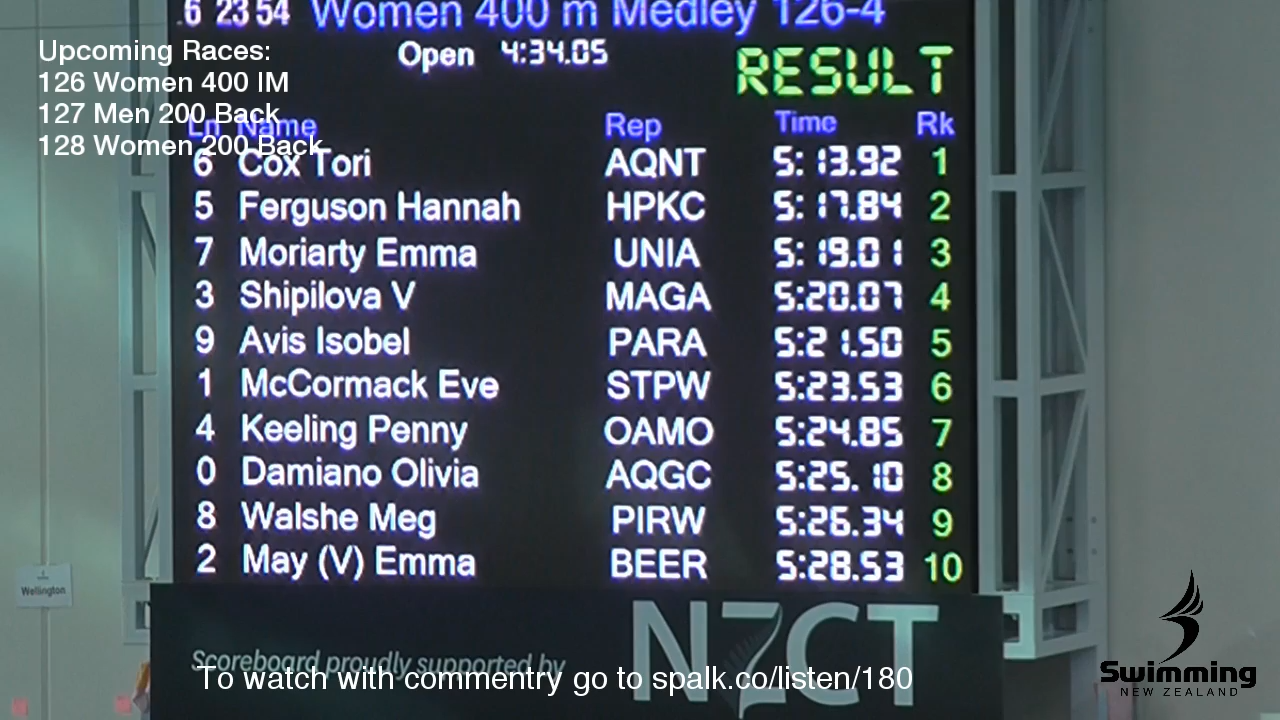 .6 23 54 Women 400 m Medley 126-4
Open 4:34.05
RESULT
Upcoming Races:
126 Women 400 IM
127 Men 200 Back
128 Women 200 Back
Ln Name Rep Time Rk
6 Cox Tori AQNT 5:13.92 1
5 Ferguson Hannah HPKC 5:17.84 2
7 Moriarty Emma UNIA 5:19.01 3
3 Shipilova V MAGA 5:20.07 4
9 Avis Isobel PARA 5:21.50 5
1 McCormack Eve STPW 5:23.53 6
4 Keeling Penny OAMO 5:24.85 7
0 Damiano Olivia AQGC 5:25.10 8
8 Walshe Meg PIRW 5:26.34 9
2 May (V) Emma BEER 5:28.53 10
Wellington
NZCT
Scoreboard proudly supported by
To watch with commentry go to spalk.co/listen/180
Swimming
NEW ZEALAND